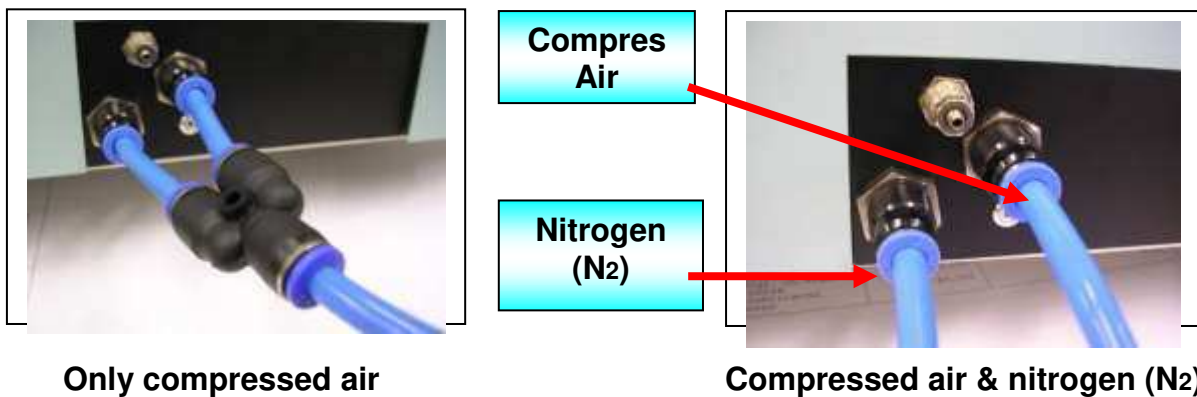 Compres
Air
Nitrogen
(N2)
Only compressed air
Compressed air & nitrogen (N2)